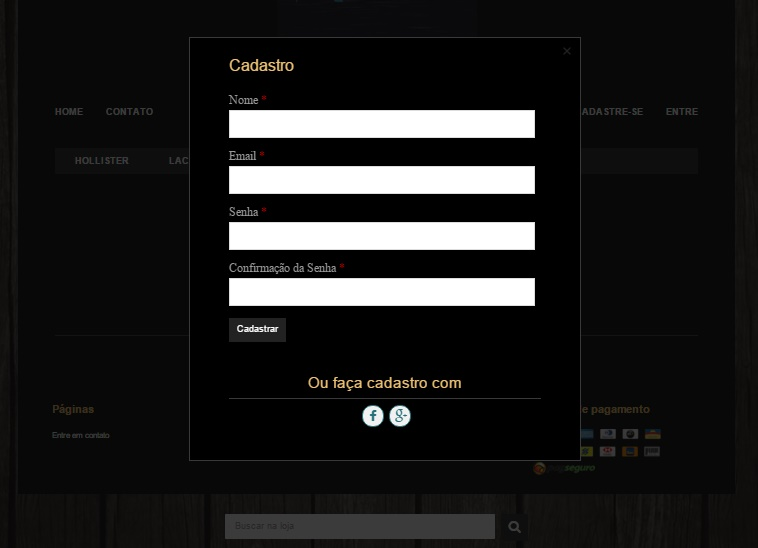 ×
Cadastro
HOME CONTATO
ADASTRE-SE ENTRE
Nome *
Email *
HOLLISTER LAC
Senha *
Confirmação da Senha *
Cadastrar
Ou faça cadastro com
f g+
Páginas
e pagamento
Entre em contato
seguro
Buscar na loja